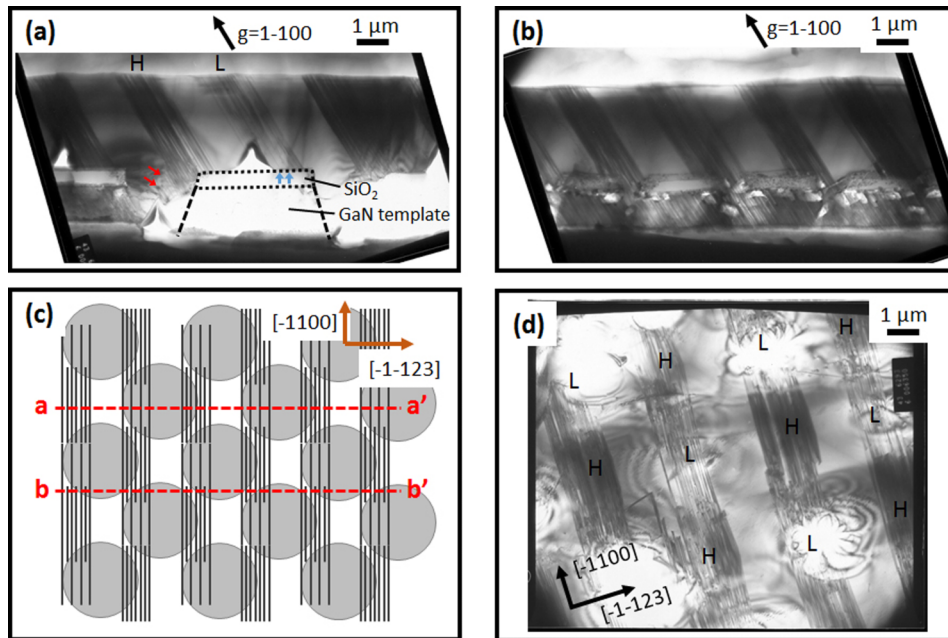 (a)
g=1-100
1 μm
H
L
SiO2
GaN template
(b)
g=1-100
1 μm
(c)
[-1100]
[-1-123]
a
a'
b
b'
(d)
1 μm
H
L
H
L
L
H
H
L
H
L
H
[-1100]
[-1-123]